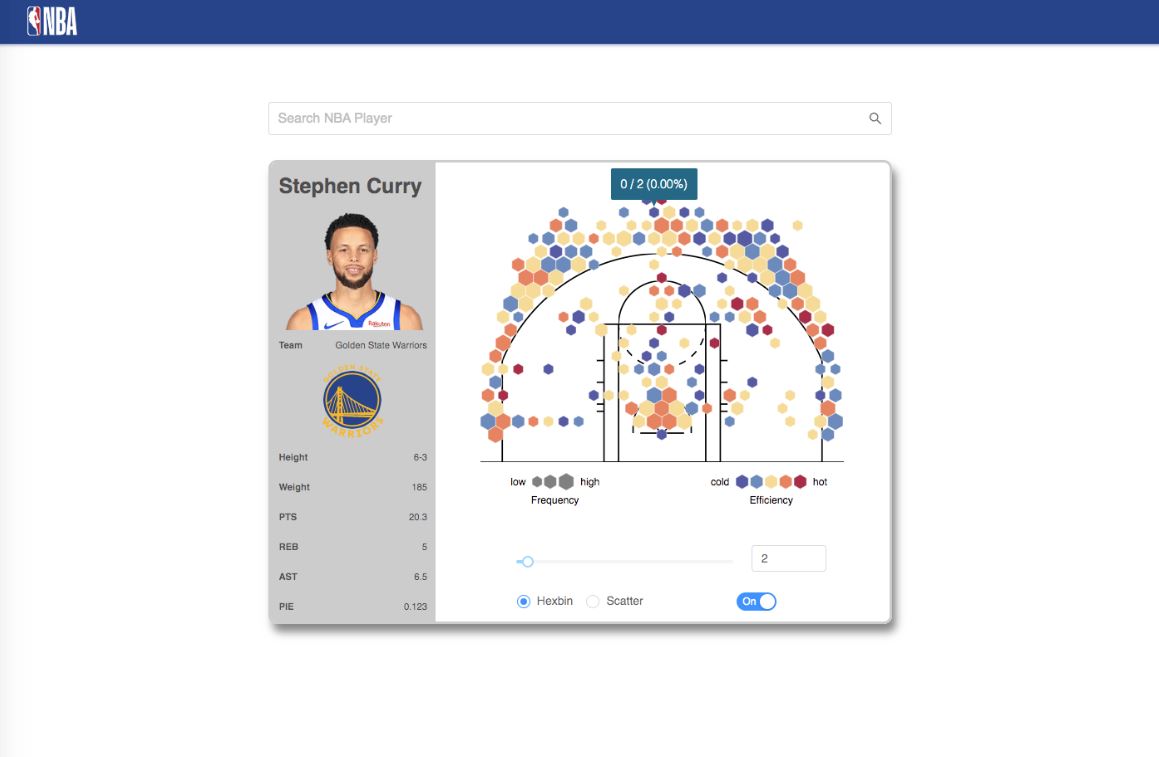 NBA
Search NBA Player
Stephen Curry
Rakuten
Team Golden State Warriors
GOLDEN STATE
WARRIORS
Height 6-3
Weight 185
PTS 20.3
REB 5
AST 6.5
PIE 0.123
0 / 2 (0.00%)
low high
Frequency
cold hot
Efficiency
2
Hexbin Scatter
On